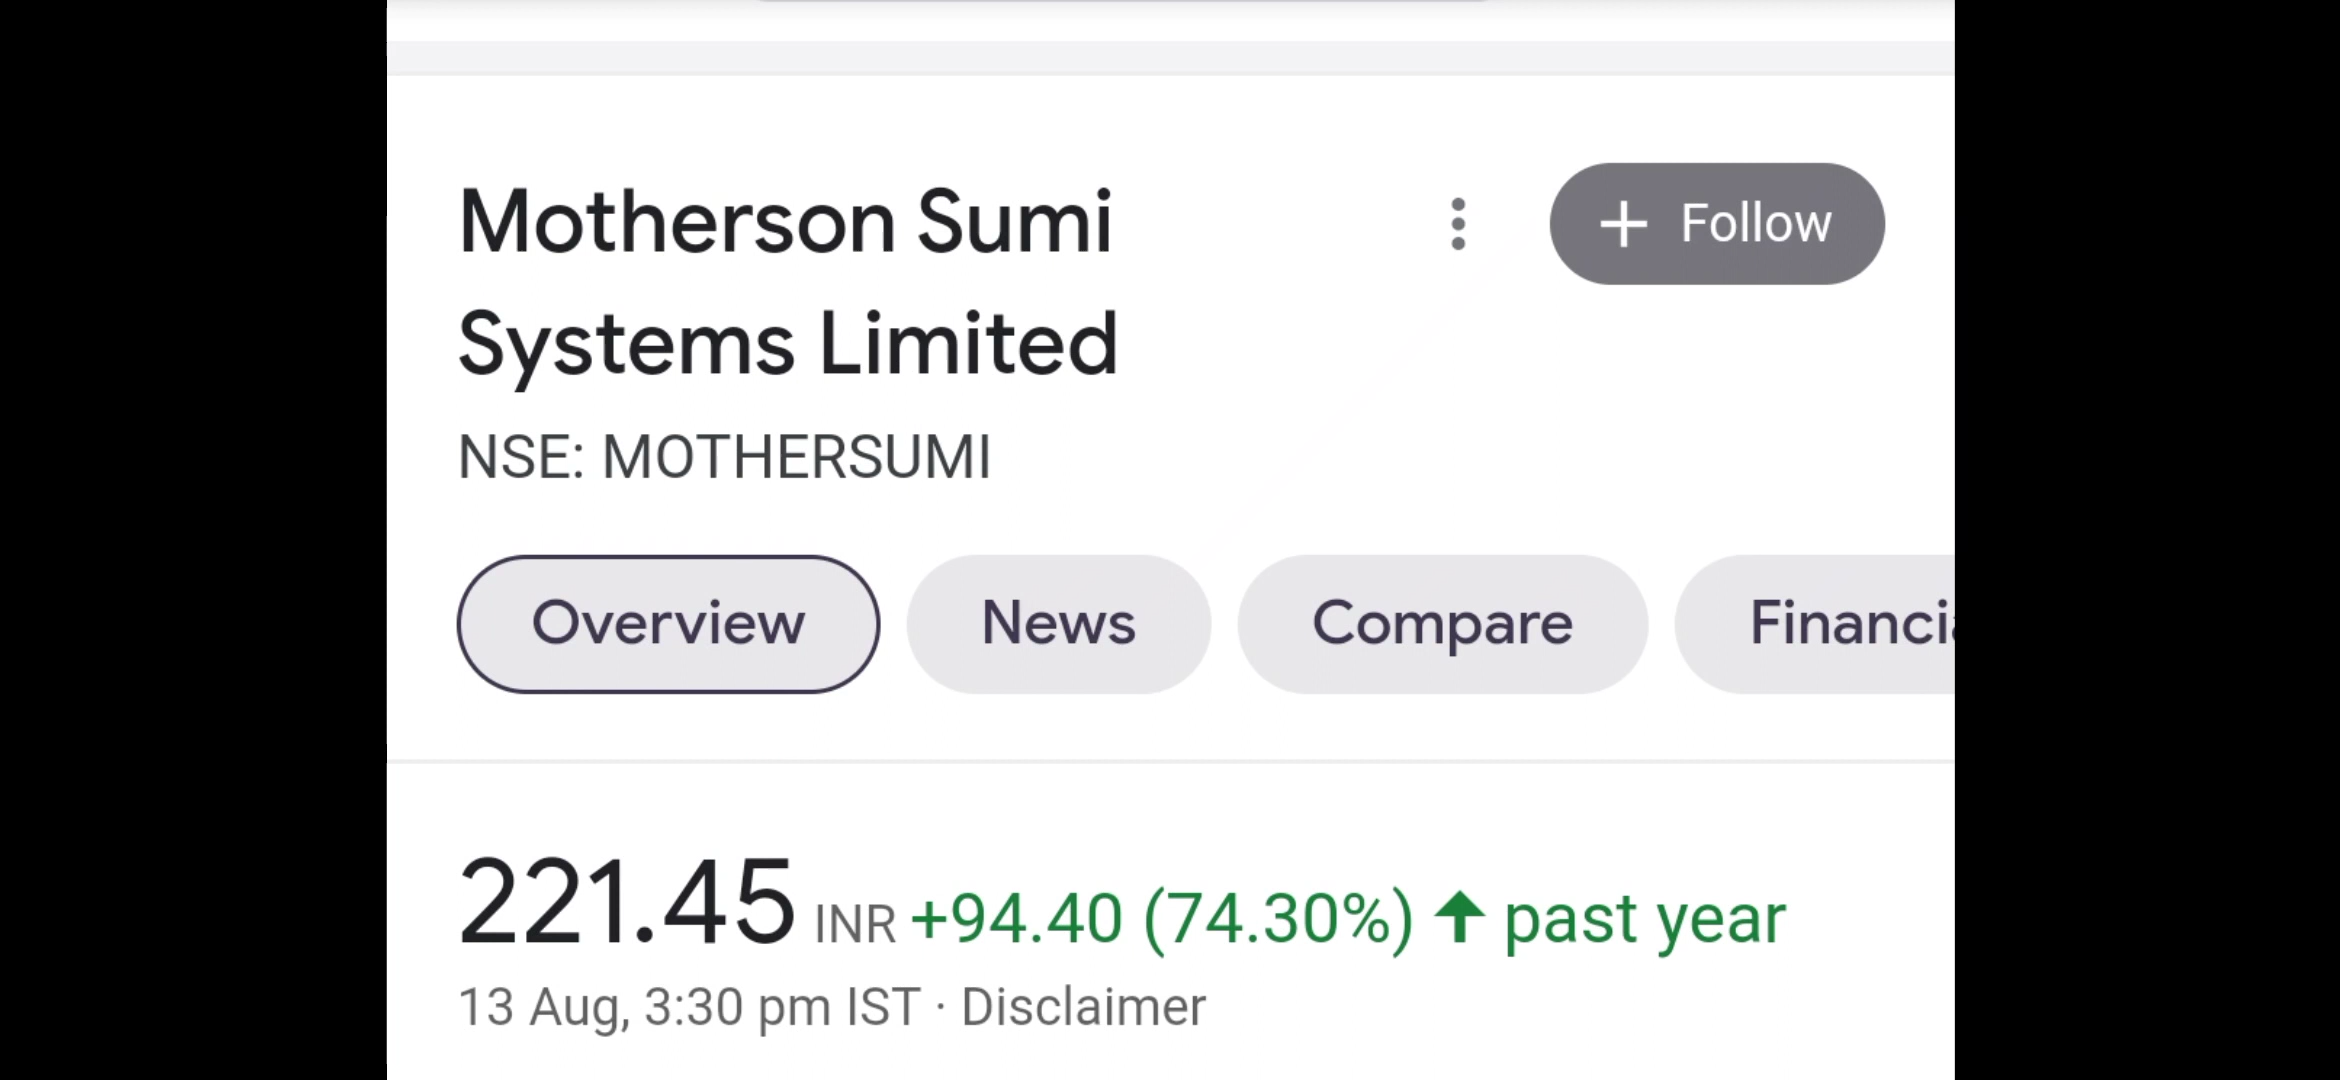 Motherson Sumi
Systems Limited
+ Follow
NSE: MOTHERSUMI
Overview News Compare Financi
221.45 INR +94.40 (74.30%) ↑ past year
13 Aug, 3:30 pm IST · Disclaimer